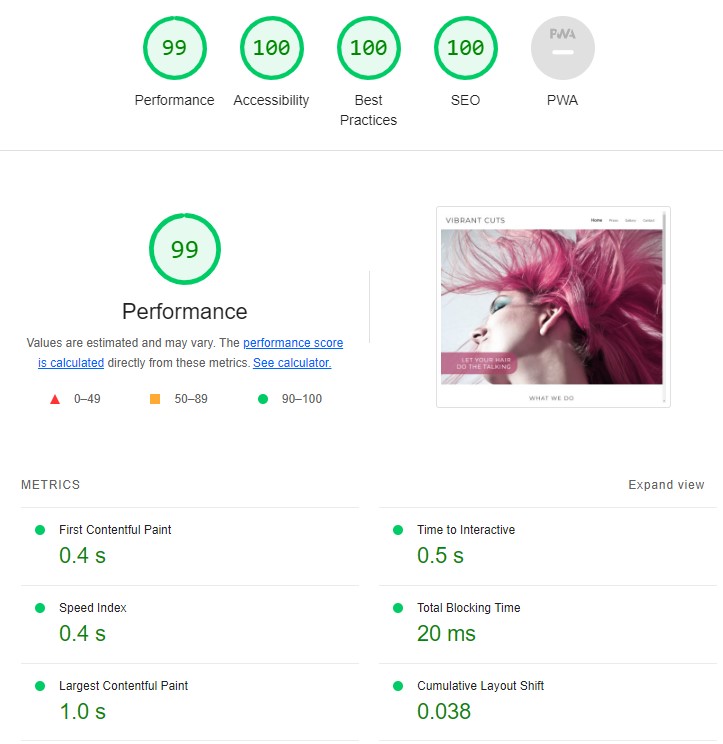 99
100
100
100
PWA
Performance
Accessibility
Best
Practices
SEO
PWA
99
Performance
Values are estimated and may vary. The performance score
is calculated directly from these metrics. See calculator.
0–49
50–89
90–100
VIBRANT CUTS
Home
Prices
Gallery
Contact
LET YOUR HAIR
DO THE TALKING
WHAT WE DO
METRICS
Expand view
First Contentful Paint
0.4 s
Time to Interactive
0.5 s
Speed Index
0.4 s
Total Blocking Time
20 ms
Largest Contentful Paint
1.0 s
Cumulative Layout Shift
0.038